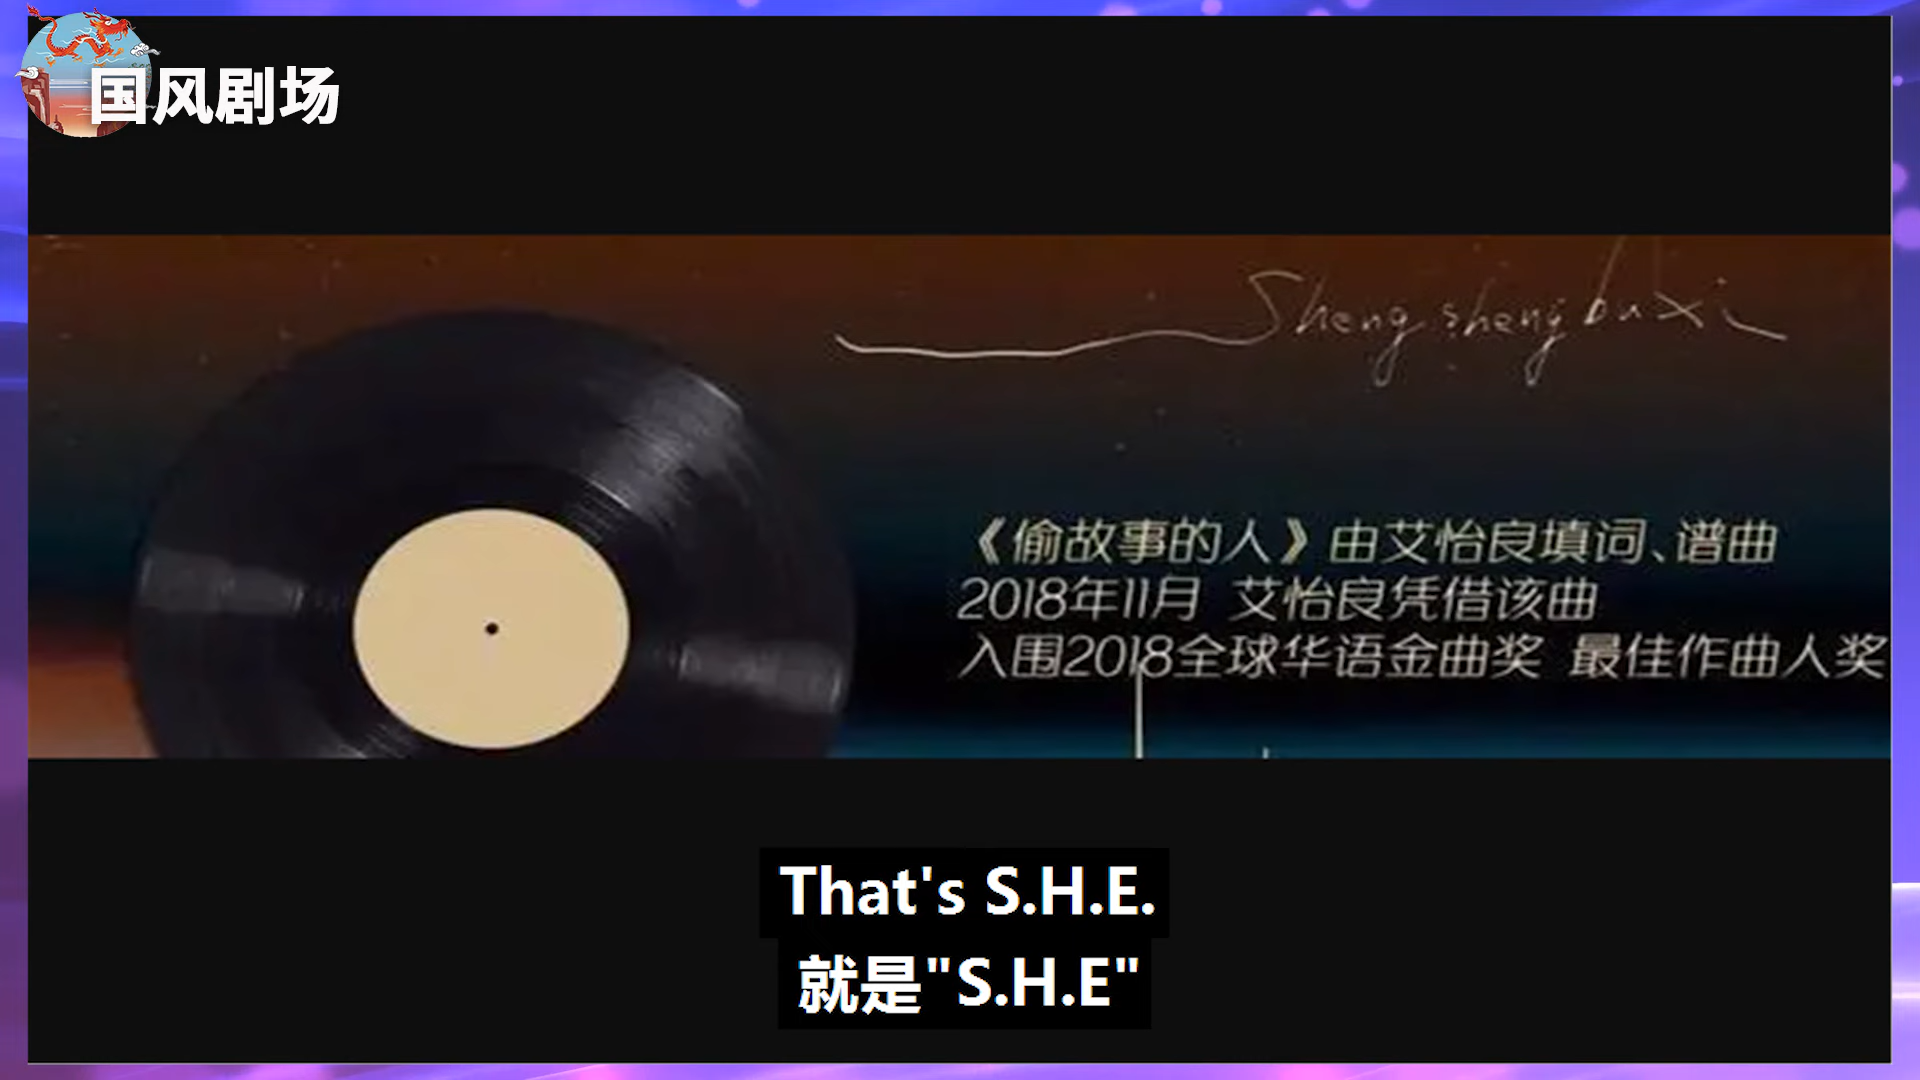 国风剧场
Sheng sheng bu xi
《偷故事的人》由艾怡良填词、谱曲
2018年11月 艾怡良凭借该曲
入围2018全球华语金曲奖 最佳作曲人奖
That's S.H.E.
就是"S.H.E"